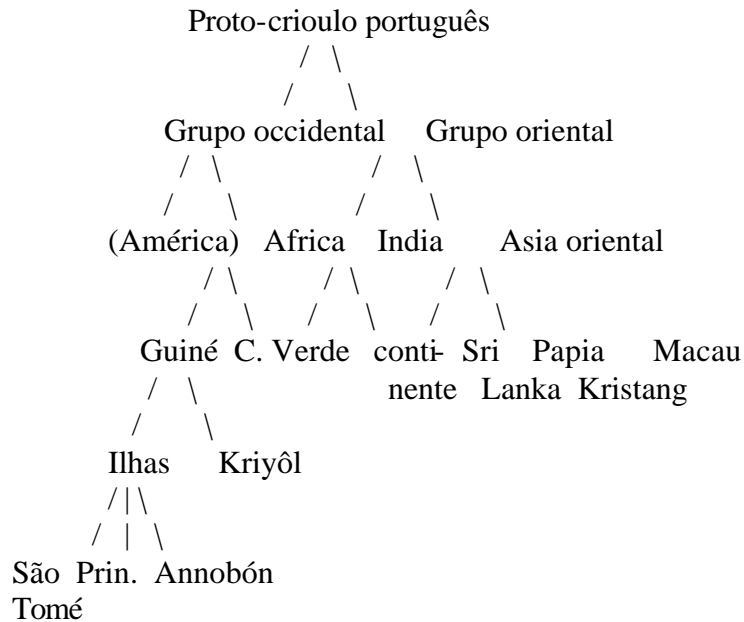 Proto-crioulo português
Grupo occidental Grupo oriental
(América) Africa India Asia oriental
Guiné C. Verde conti- Sri Papia Macau
nente Lanka Kristang
Ilhas Kriyôl
São Prin. Annobón
Tomé